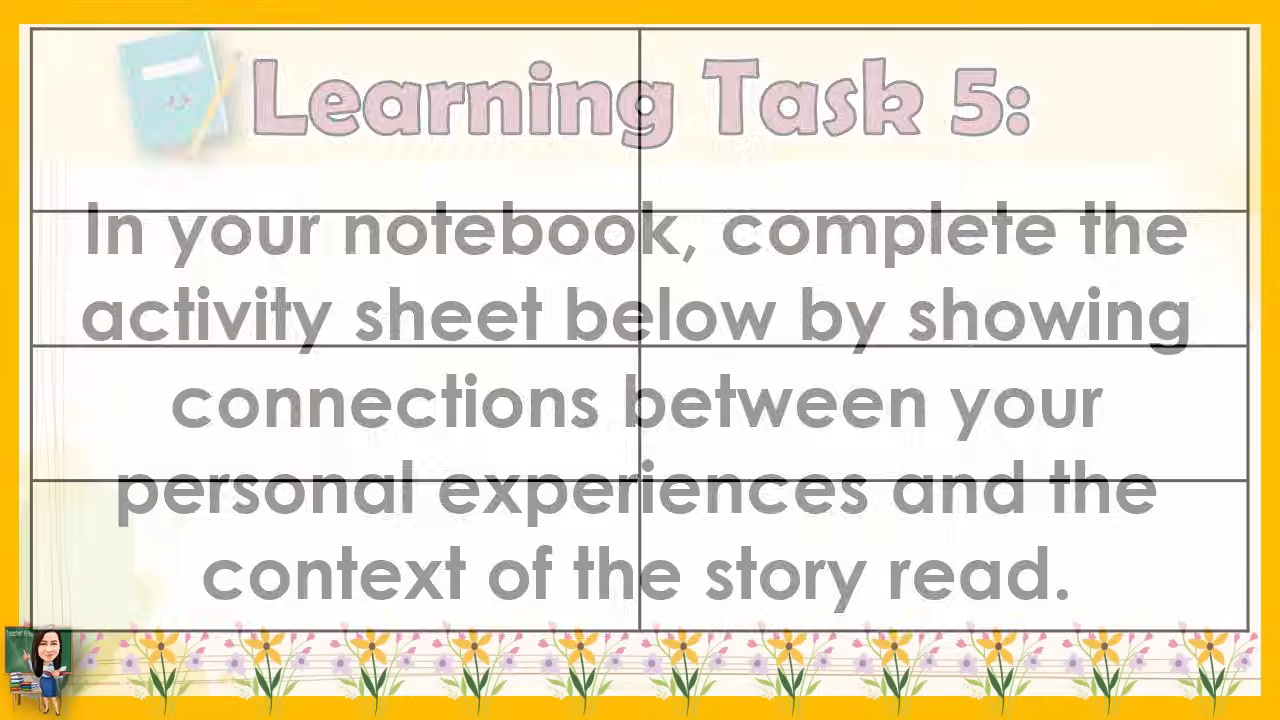 Learning Task 5:
In your notebook, complete the
activity sheet below by showing
connections between your
personal experiences and the
context of the story read.